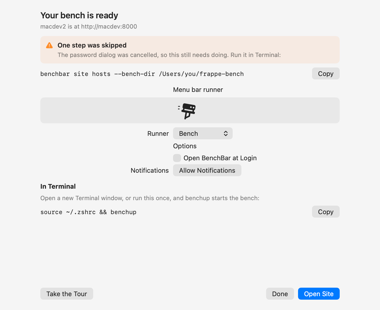 Your bench is ready
macdev2 is at http://macdev:8000
One step was skipped
The password dialog was cancelled, so this still needs doing. Run it in Terminal:
benchbar site hosts --bench-dir /Users/you/frappe-bench
Copy
Menu bar runner
Runner
Bench
Options
Open BenchBar at Login
Notifications
Allow Notifications
In Terminal
Open a new Terminal window, or run this once, and benchup starts the bench:
source ~/.zshrc && benchup
Copy
Take the Tour
Done
Open Site